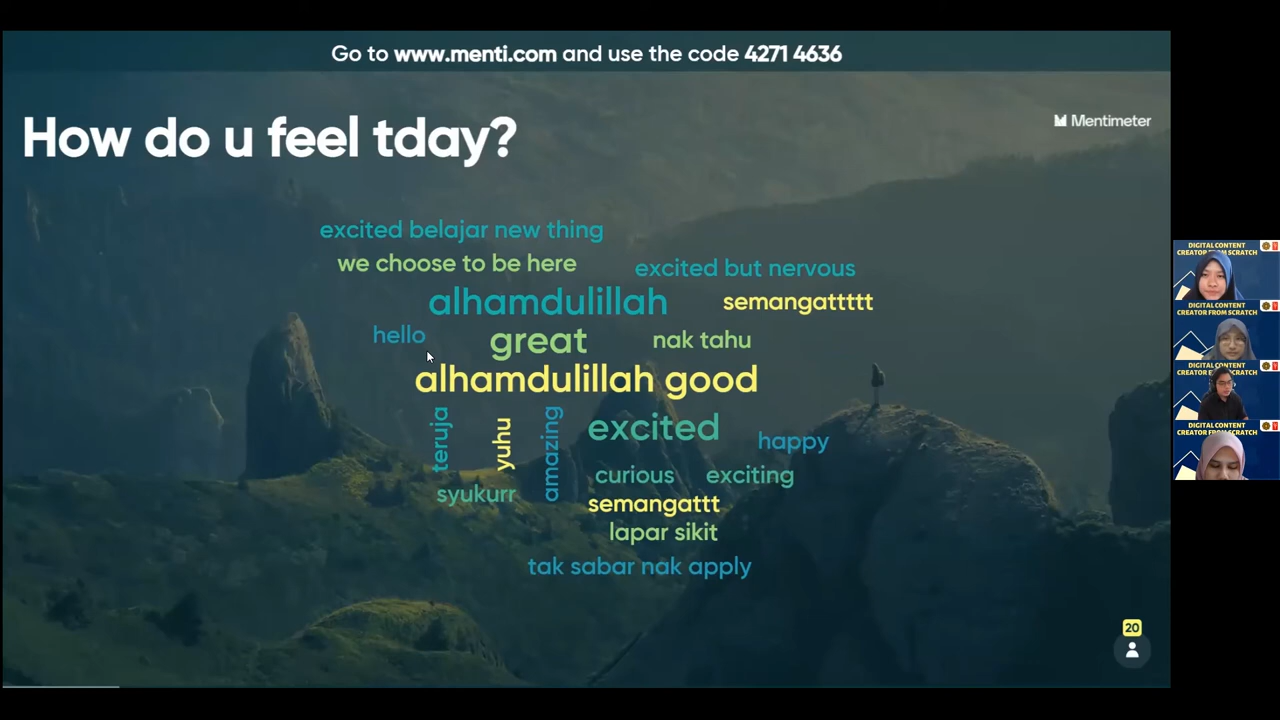 Go to www.menti.com and use the code 4271 4636
How do u feel tday?
Mentimeter
excited belajar new thing
we choose to be here
excited but nervous
alhamdulillah
semangattttt
hello
great
nak tahu
alhamdulillah good
teruja
yuhu
amazing
excited
happy
syukurr
curious
exciting
semangattt
lapar sikit
tak sabar nak apply
20
DIGITAL CONTENT
CREATOR FROM SCRATCH
DIGITAL CONTENT
CREATOR FROM SCRATCH
DIGITAL CONTENT
DIGITAL CONTENT
CREATOR FROM SCRATCH